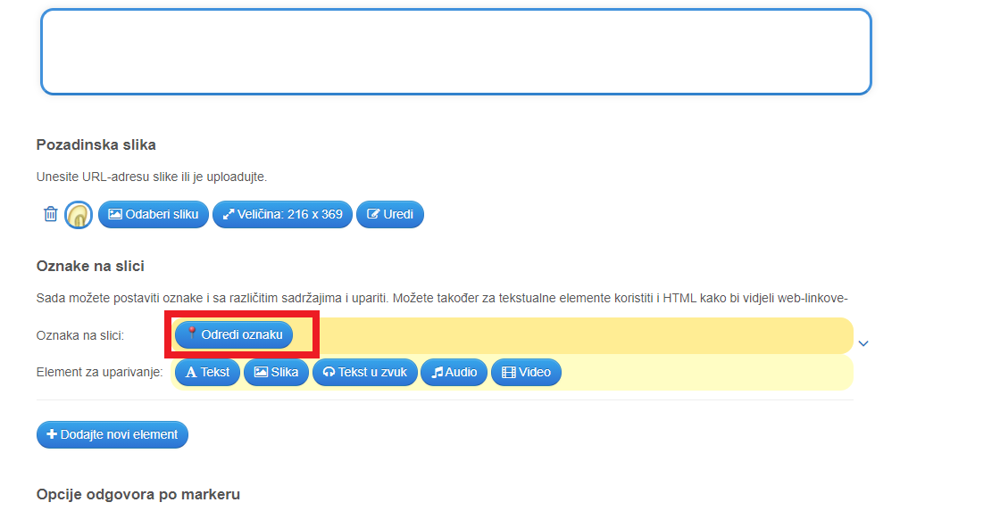 Pozadinska slika
Unesite URL-adresu slike ili je uploadujte.
Odaberi sliku Veličina: 216 x 369 Uredi
Oznake na slici
Sada možete postaviti oznake i sa različitim sadržajima i upariti. Možete također za tekstualne elemente koristiti i HTML kako bi vidjeli web-linkove-
Oznaka na slici: Odredi oznaku
Element za uparivanje: A Tekst Slika Tekst u zvuk Audio Video
Dodajte novi element
Opcije odgovora po markeru